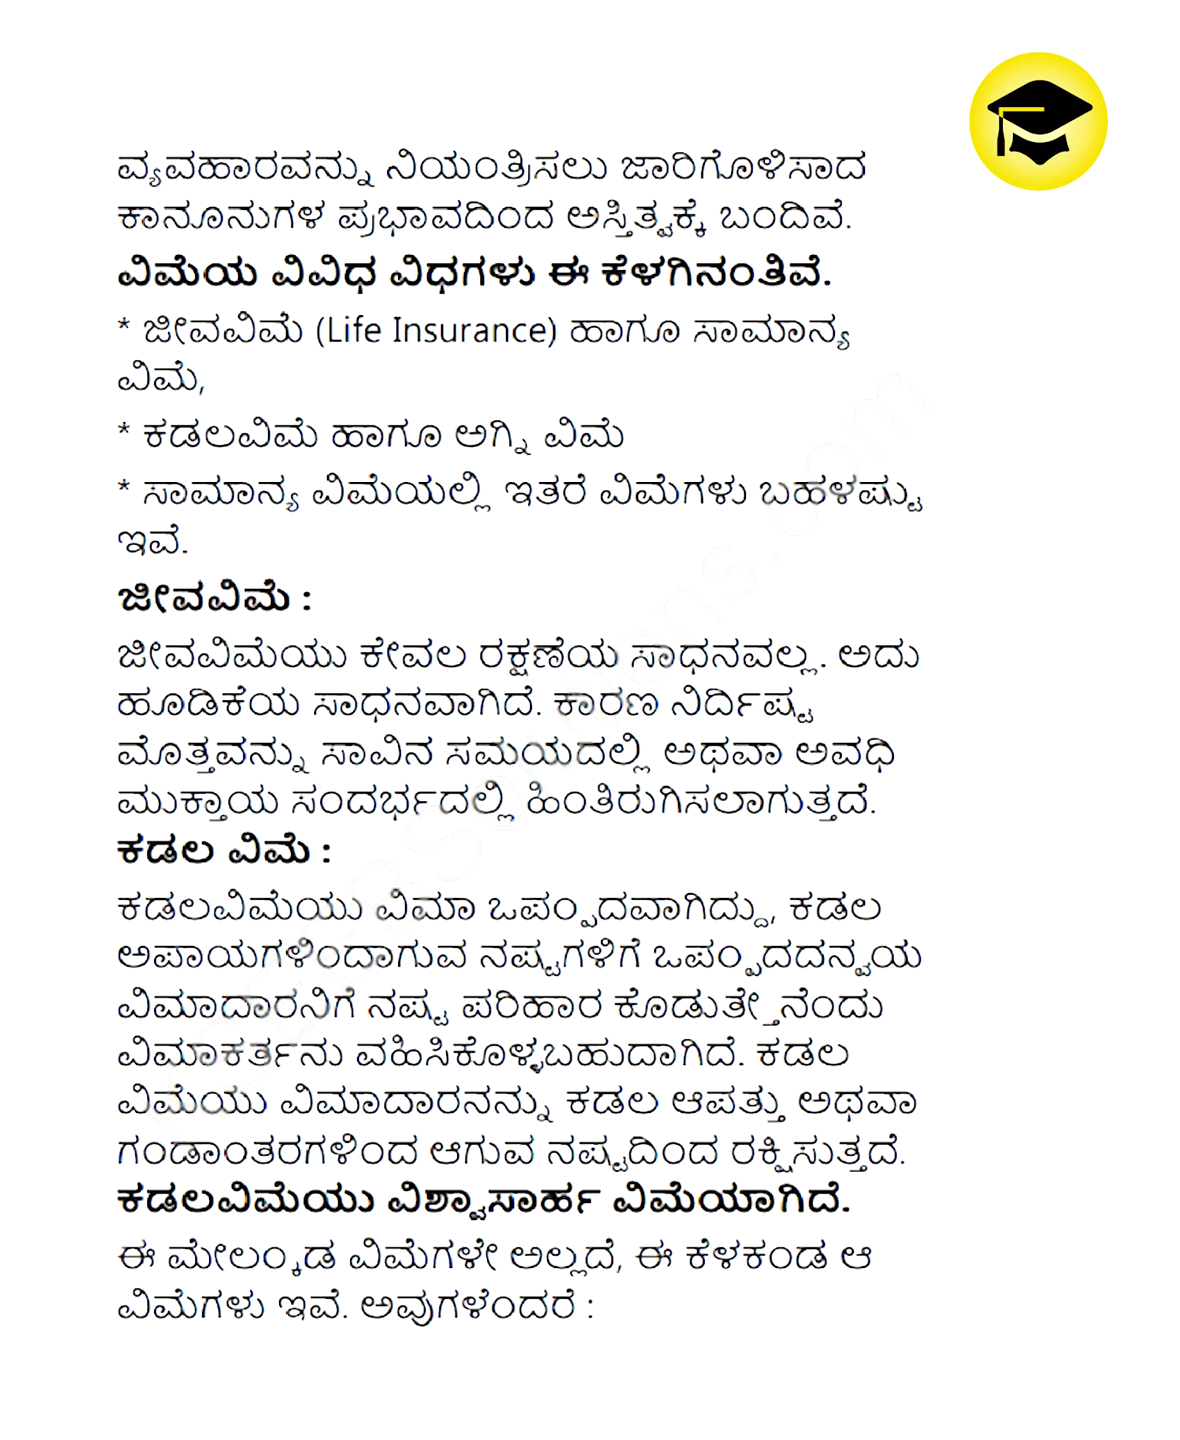 ವ್ಯವಹಾರವನ್ನು ನಿಯಂತ್ರಿಸಲು ಜಾರಿಗೊಳಿಸಾದ
ಕಾನೂನುಗಳ ಪ್ರಭಾವದಿಂದ ಅಸ್ತಿತ್ವಕ್ಕೆ ಬಂದಿವೆ.
ವಿಮೆಯ ವಿವಿಧ ವಿಧಗಳು ಈ ಕೆಳಗಿನಂತಿವೆ.
* ಜೀವವಿಮೆ (Life Insurance) ಹಾಗೂ ಸಾಮಾನ್ಯ
ವಿಮೆ,
* ಕಡಲವಿಮೆ ಹಾಗೂ ಅಗ್ನಿ ವಿಮೆ
* ಸಾಮಾನ್ಯ ವಿಮೆಯಲ್ಲಿ ಇತರೆ ವಿಮೆಗಳು ಬಹಳಷ್ಟು
ಇವೆ.
ಜೀವವಿಮೆ :
ಜೀವವಿಮೆಯು ಕೇವಲ ರಕ್ಷಣೆಯ ಸಾಧನವಲ್ಲ. ಅದು
ಹೂಡಿಕೆಯ ಸಾಧನವಾಗಿದೆ. ಕಾರಣ ನಿರ್ದಿಷ್ಟ
ಮೊತ್ತವನ್ನು ಸಾವಿನ ಸಮಯದಲ್ಲಿ ಅಥವಾ ಅವಧಿ
ಮುಕ್ತಾಯ ಸಂದರ್ಭದಲ್ಲಿ ಹಿಂತಿರುಗಿಸಲಾಗುತ್ತದೆ.
ಕಡಲ ವಿಮೆ :
ಕಡಲವಿಮೆಯು ವಿಮಾ ಒಪಂಪ್ಪದವಾಗಿದ್ದು, ಕಡಲ
ಅಪಾಯಗಳಿಂದಾಗುವ ನಷ್ಟಗಳಿಗೆ ಒಪಂಪ್ಪದದನ್ವಯ
ವಿಮಾದಾರನಿಗೆ ನಷ್ಟ ಪರಿಹಾರ ಕೊಡುತ್ತೇನೆಂದು
ವಿಮಾಕರ್ತನು ವಹಿಸಿಕೊಳ್ಳಬಹುದಾಗಿದೆ. ಕಡಲ
ವಿಮೆಯು ವಿಮಾದಾರನನ್ನು ಕಡಲ ಆಪತ್ತು ಅಥವಾ
ಗಂಡಾಂತರಗಳಿಂದ ಆಗುವ ನಷ್ಟದಿಂದ ರಕ್ಷಿಸುತ್ತದೆ.
ಕಡಲವಿಮೆಯು ವಿಶ್ವಾಸಾರ್ಹ ವಿಮೆಯಾಗಿದೆ.
ಈ ಮೇಲಂಕ್ಕಡ ವಿಮೆಗಳೇ ಅಲ್ಲದೆ, ಈ ಕೆಳಕಂಡ ಆ
ವಿಮೆಗಳು ಇವೆ. ಅವುಗಳೆಂದರೆ :